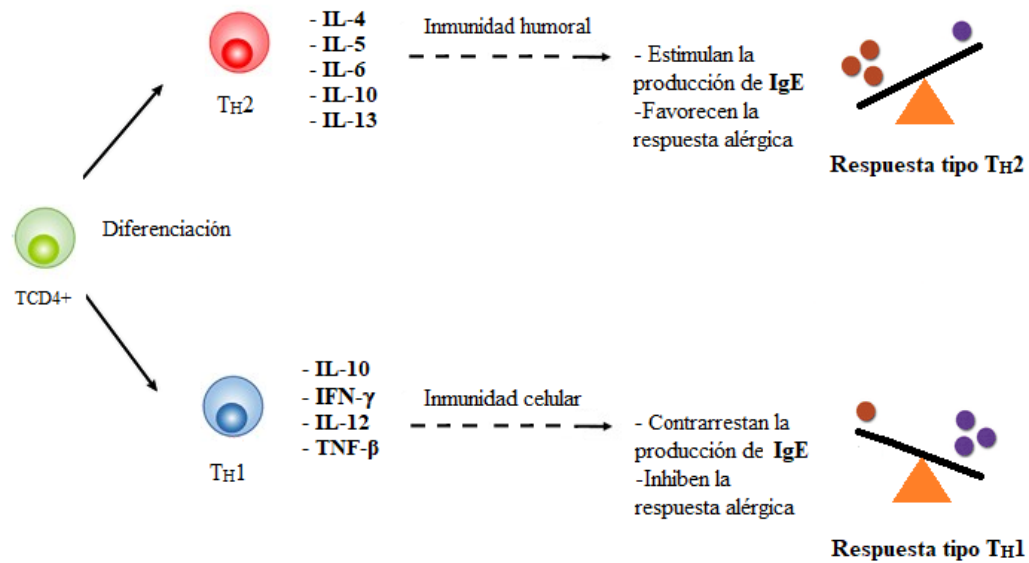 - IL-4
- IL-5
- IL-6
- IL-10
- IL-13
TH2
Inmunidad humoral
- Estimulan la
producción de IgE
-Favorecen la
respuesta alérgica
Respuesta tipo TH2
Diferenciación
TCD4+
- IL-10
- IFN-γ
- IL-12
- TNF-β
TH1
Inmunidad celular
- Contrarrestan la
producción de IgE
-Inhiben la
respuesta alérgica
Respuesta tipo TH1